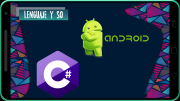 LENGUAJE Y SO
ANDROID
C#